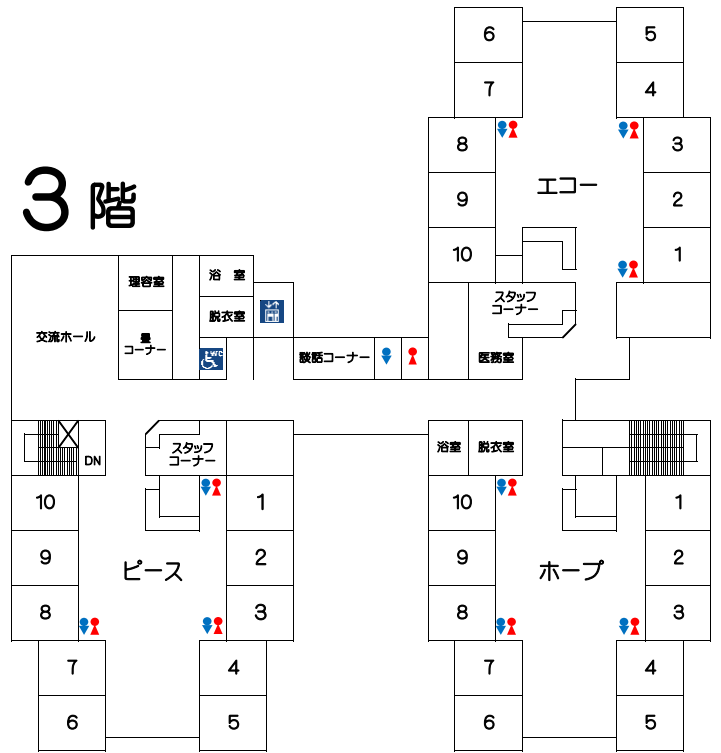 3 階
6
5
7
4
8
3
エコー
9
2
10
1
スタッフ
コーナー
医務室
理容室
浴 室
脱衣室
畳
コーナー
交流ホール
WC
談話コーナー
DN
スタッフ
コーナー
浴室
脱衣室
10
1
9
2
ピース
8
3
7
4
6
5
10
1
9
2
ホープ
8
3
7
4
6
5